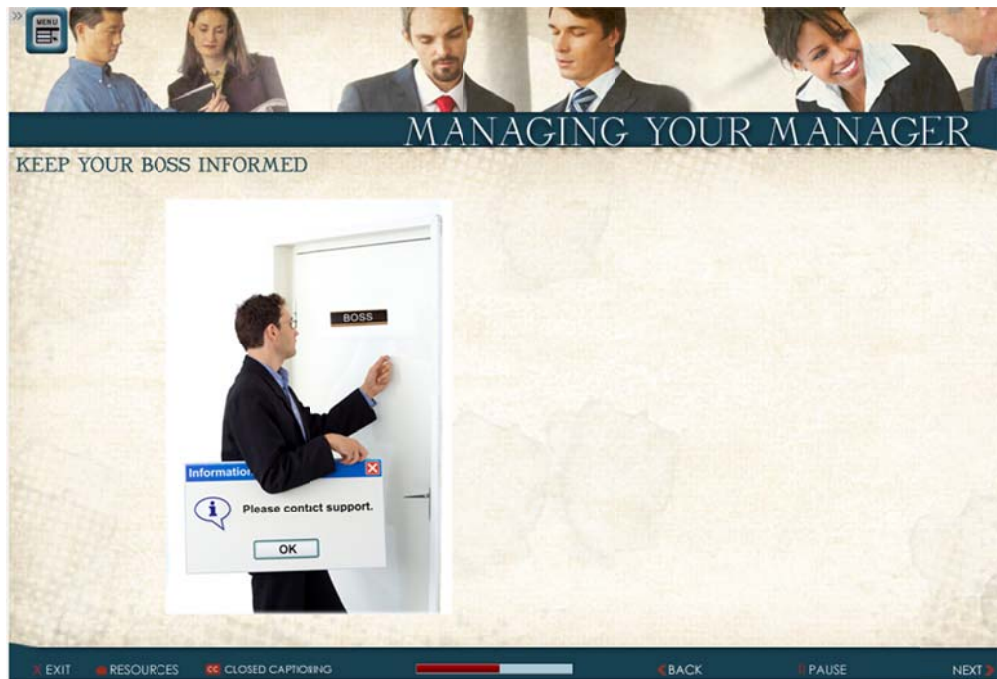 MENU
MANAGING YOUR MANAGER
KEEP YOUR BOSS INFORMED
BOSS
Information
Please contact support.
OK
X EXIT RESOURCES CC CLOSED CAPTIONING BACK PAUSE NEXT